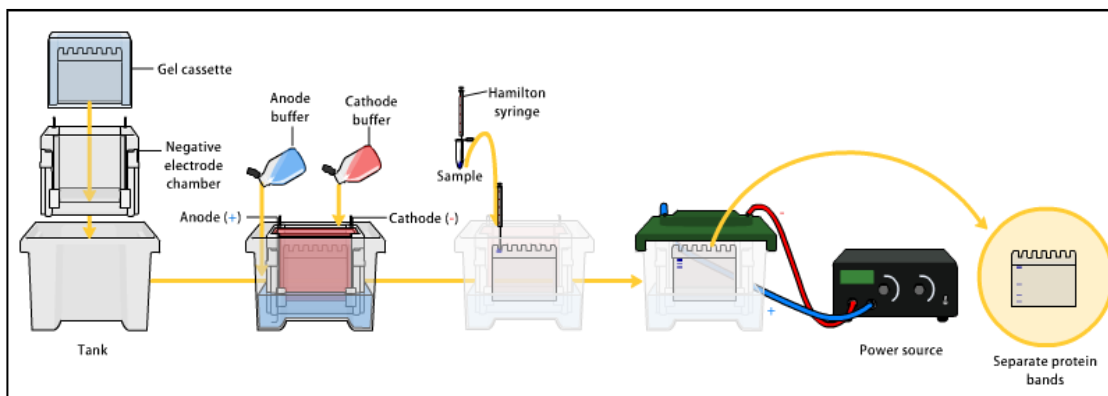 Gel cassette
Negative
electrode
chamber
Tank
Anode
buffer
Cathode
buffer
Anode (+)
Cathode (-)
Hamilton
syringe
Sample
-
+
Power source
Separate protein
bands